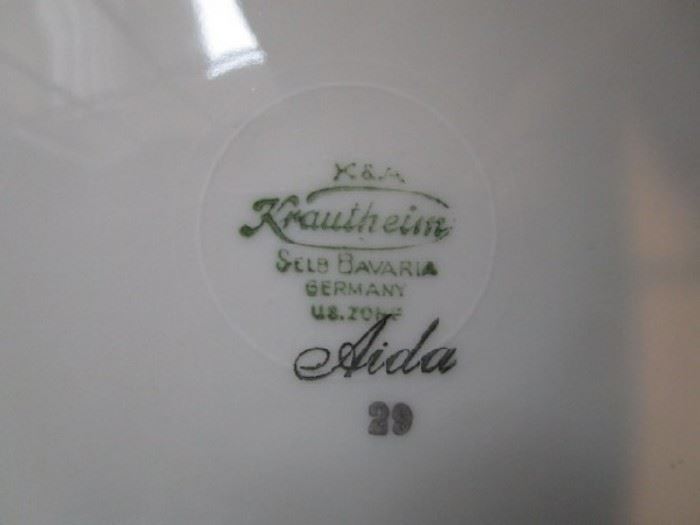 K&A
Krautheim
SELB BAVARIA
GERMANY
U.S. ZONE
Aida
29